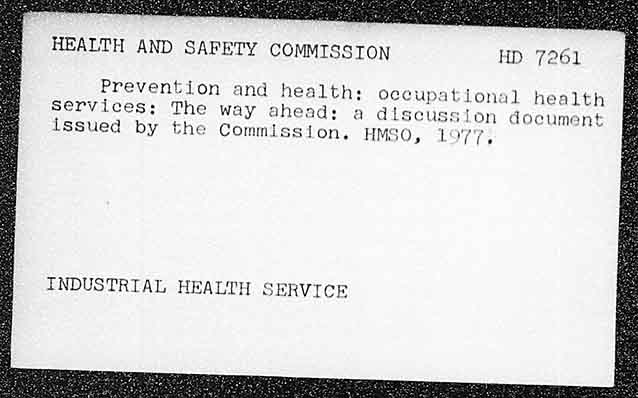 HEALTH AND SAFETY COMMISSION HD 7261
Prevention and health: occupational health
services: The way ahead: a discussion document
issued by the Commission. HMSO, 1977.
INDUSTRIAL HEALTH SERVICE